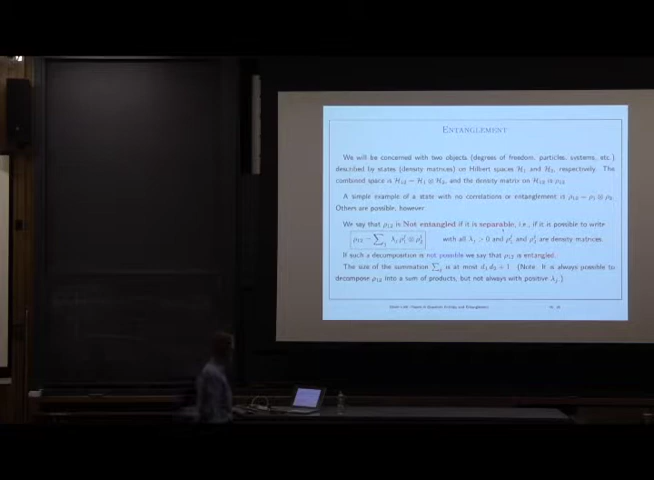 ENTANGLEMENT
We will be concerned with two objects (degrees of freedom, particles, systems, etc.)
described by states (density matrices) on Hilbert spaces H₁ and H₂, respectively. The
combined space is H₁₂ = H₁ ⊗ H₂, and the density matrix on H₁₂ is ρ₁₂
A simple example of a state with no correlations or entanglement is ρ₁₂ = ρ₁ ⊗ ρ₂.
Others are possible, however.
We say that ρ₁₂ is Not entangled if it is separable, i.e., if it is possible to write
ρ₁₂ = ∑ⱼ λⱼ ρ₁ʲ ⊗ ρ₂ʲ with all λⱼ > 0 and ρ₁ʲ and ρ₂ʲ are density matrices.
If such a decomposition is not possible we say that ρ₁₂ is entangled.
The size of the summation ∑ⱼ is at most d₁ d₂ + 1 (Note. It is always possible to
decompose ρ₁₂ into a sum of products, but not always with positive λⱼ.)